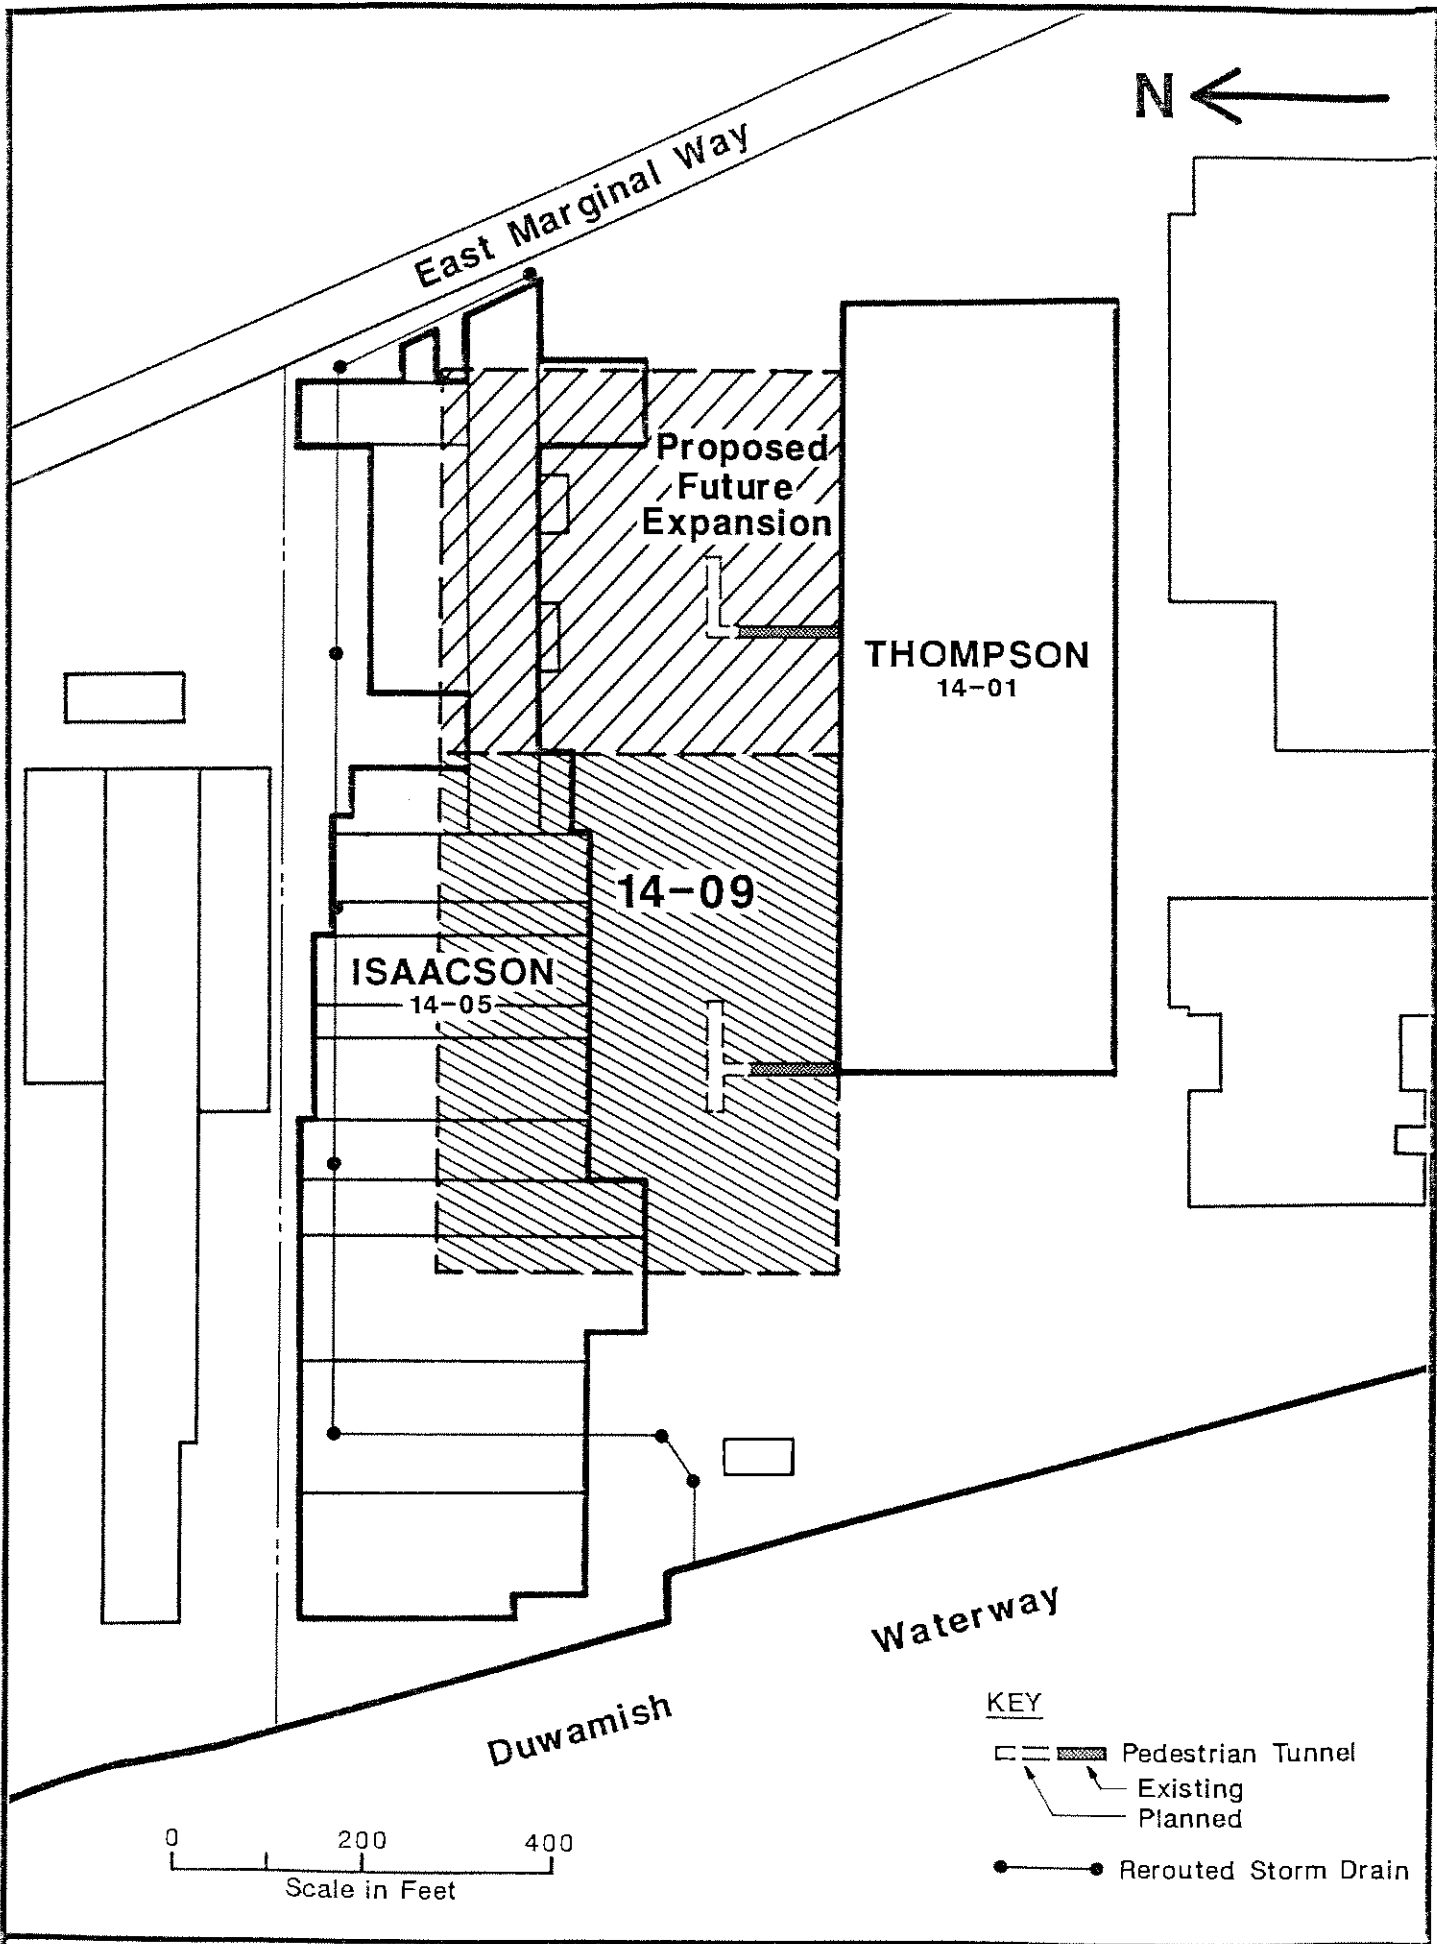 N
East Marginal Way
Proposed
Future
Expansion
THOMPSON
14-01
14-09
ISAACSON
14-05
Waterway
Duwamish
KEY
Pedestrian Tunnel
Existing
Planned
Rerouted Storm Drain
0 200 400
Scale in Feet